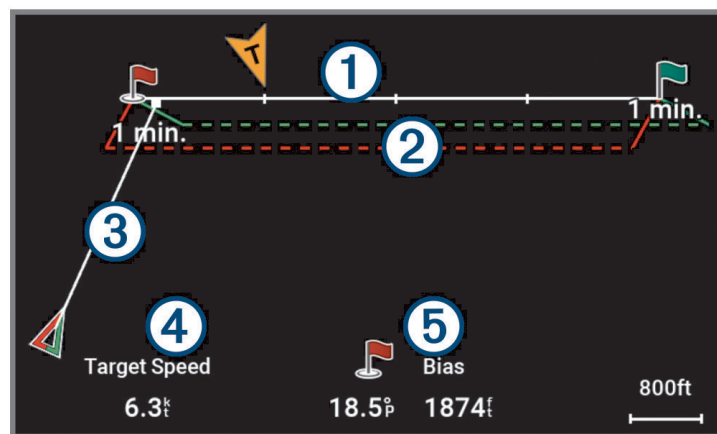 T
1
1 min.
1 min.
2
3
4
5
Target Speed
Bias
800ft
6.3kt
18.5°P
1874ft